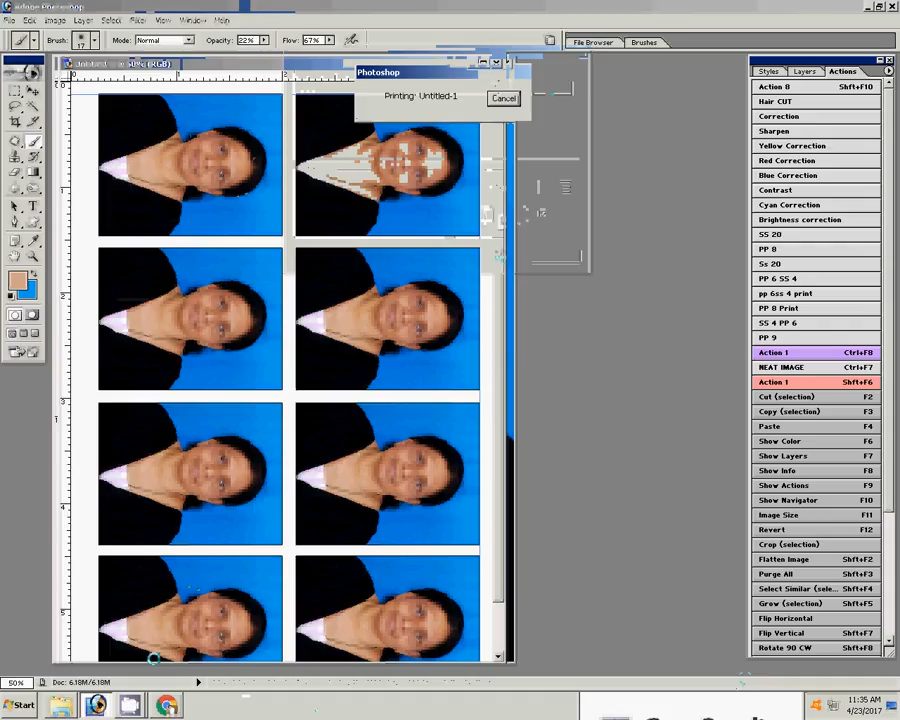 Adobe Photoshop
File Edit Image Layer Select Filter View Window Help
Brush: 17 Mode: Normal Opacity: 22% Flow: 67%
File Browser Brushes
Untitled-1 @ 50% (RGB)
Photoshop
Printing: Untitled-1
Cancel
Styles Layers Actions
Action 8 Shft+F10
Hair CUT
Correction
Sharpen
Yellow Correction
Red Correction
Blue Correction
Contrast
Cyan Correction
Brightness correction
SS 20
PP 8
Ss 20
PP 6 SS 4
pp 6ss 4 print
PP 8 Print
SS 4 PP 6
PP 9
Action 1 Ctrl+F8
NEAT IMAGE Ctrl+F7
Action 1 Shft+F6
Cut (selection) F2
Copy (selection) F3
Paste F4
Show Color F6
Show Layers F7
Show Info F8
Show Actions F9
Show Navigator F10
Image Size F11
Revert F12
Crop (selection)
Flatten Image Shft+F2
Purge All Shft+F3
Select Similar (sele... Shft+F4
Grow (selection) Shft+F5
Flip Horizontal
Flip Vertical Shft+F7
Rotate 90 CW Shft+F8
50% Doc: 6.18M/6.18M
Start
11:35 AM
4/23/2017